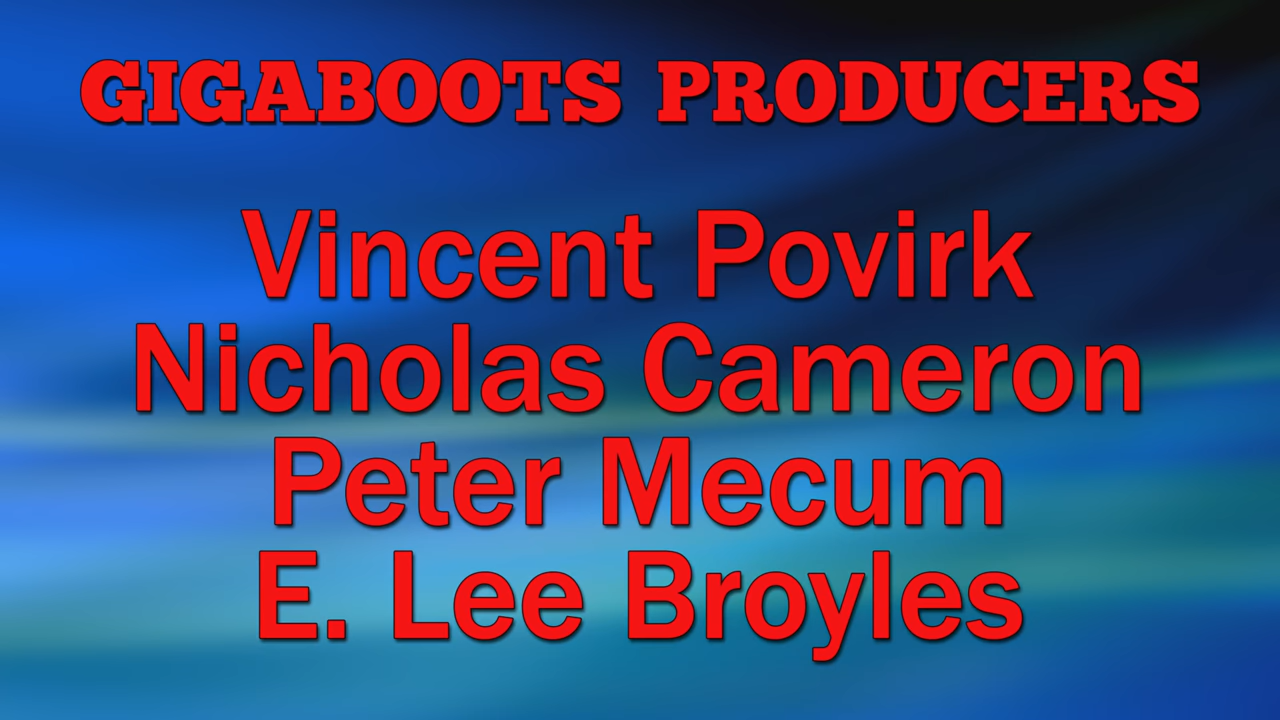 GIGABOOTS PRODUCERS
Vincent Povirk
Nicholas Cameron
Peter Mecum
E. Lee Broyles